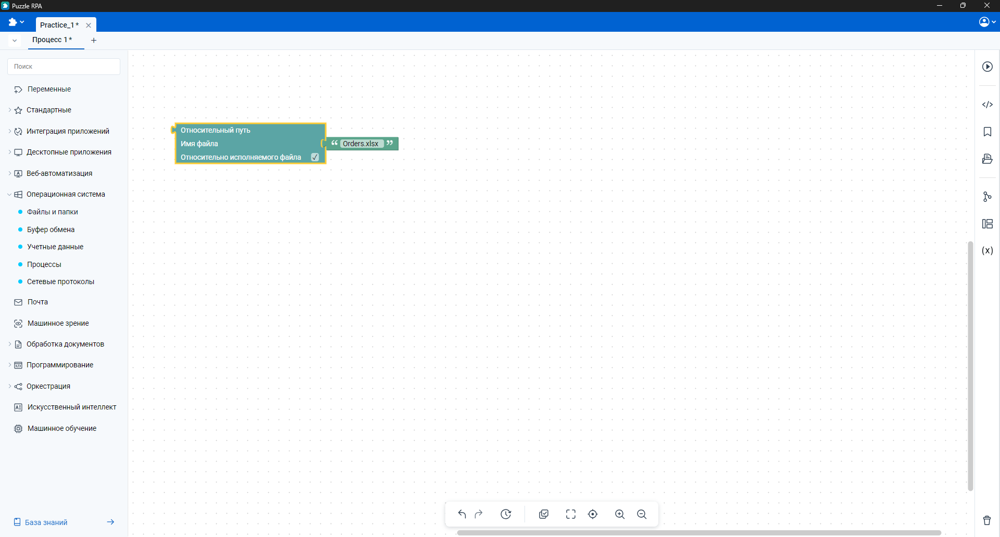 Puzzle RPA
Practice_1*
Процесс 1*
Поиск
Переменные
Стандартные
Интеграция приложений
Десктопные приложения
Веб-автоматизация
Операционная система
Файлы и папки
Буфер обмена
Учетные данные
Процессы
Сетевые протоколы
Почта
Машинное зрение
Обработка документов
Программирование
Оркестрация
AI Искусственный интеллект
Машинное обучение
База знаний
Относительный путь
Имя файла “ Orders.xlsx ”
Относительно исполняемого файла
</>
(x)